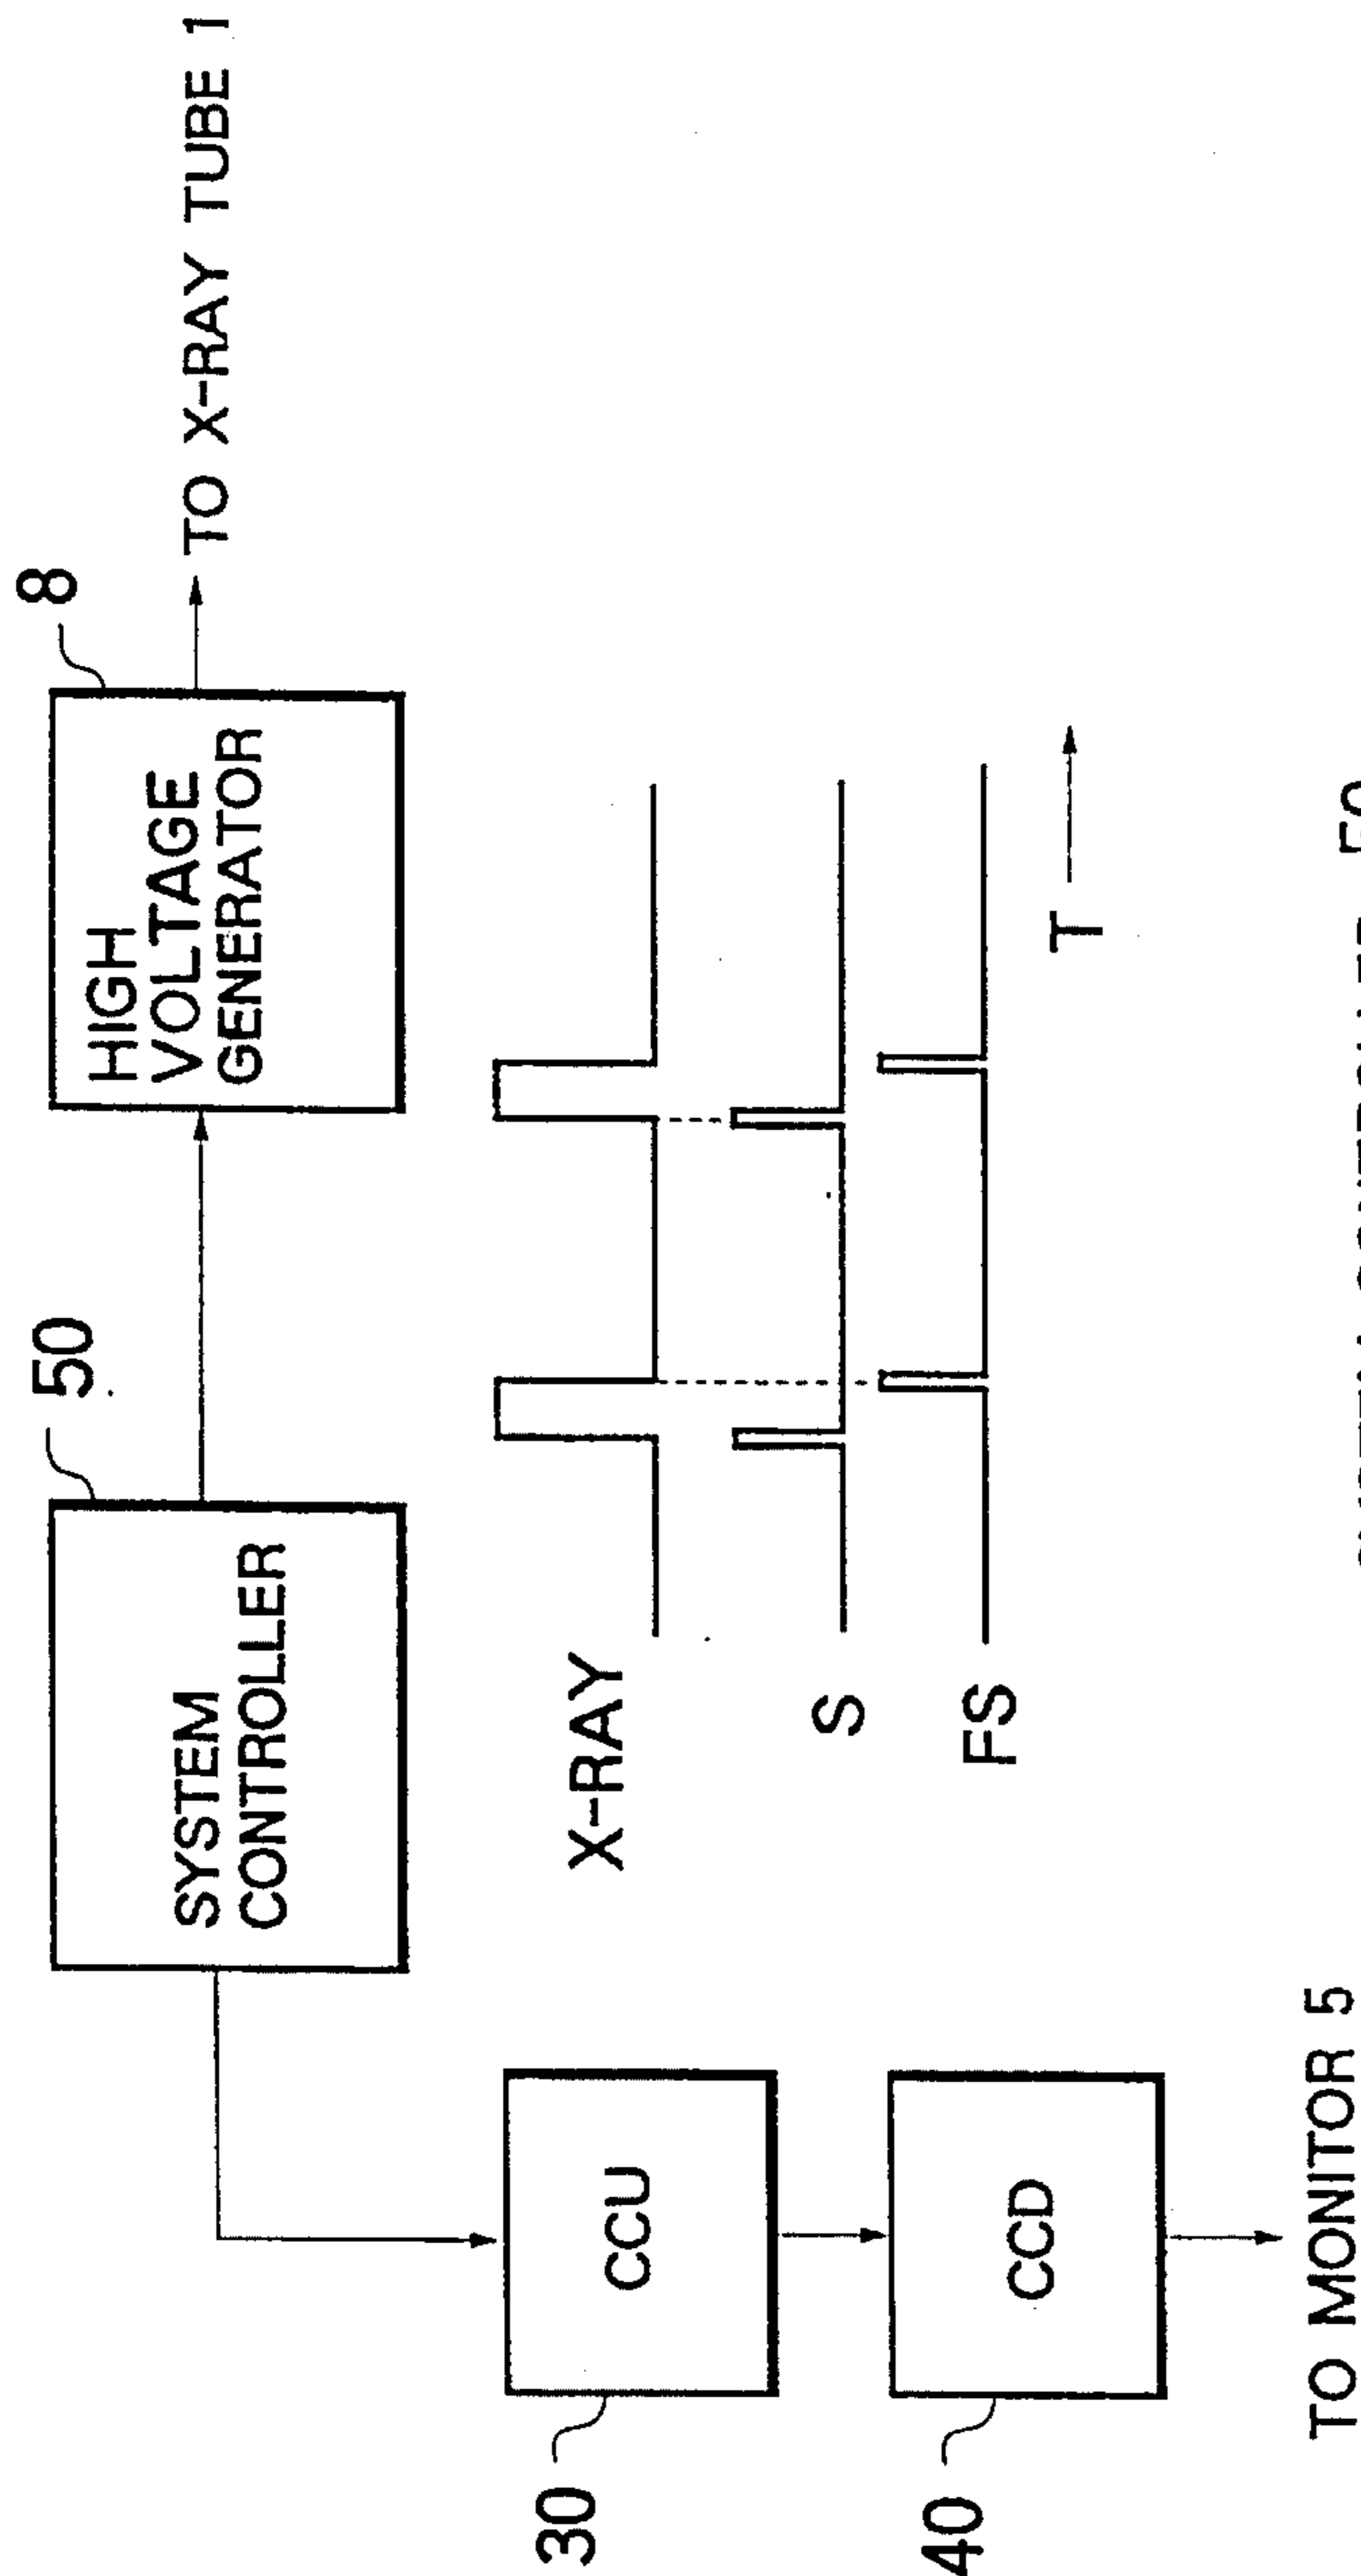 50
8
SYSTEM
CONTROLLER
HIGH
VOLTAGE
GENERATOR
TO X-RAY TUBE 1
30
CCU
X-RAY
S
40
CCD
FS
T
TO MONITOR 5